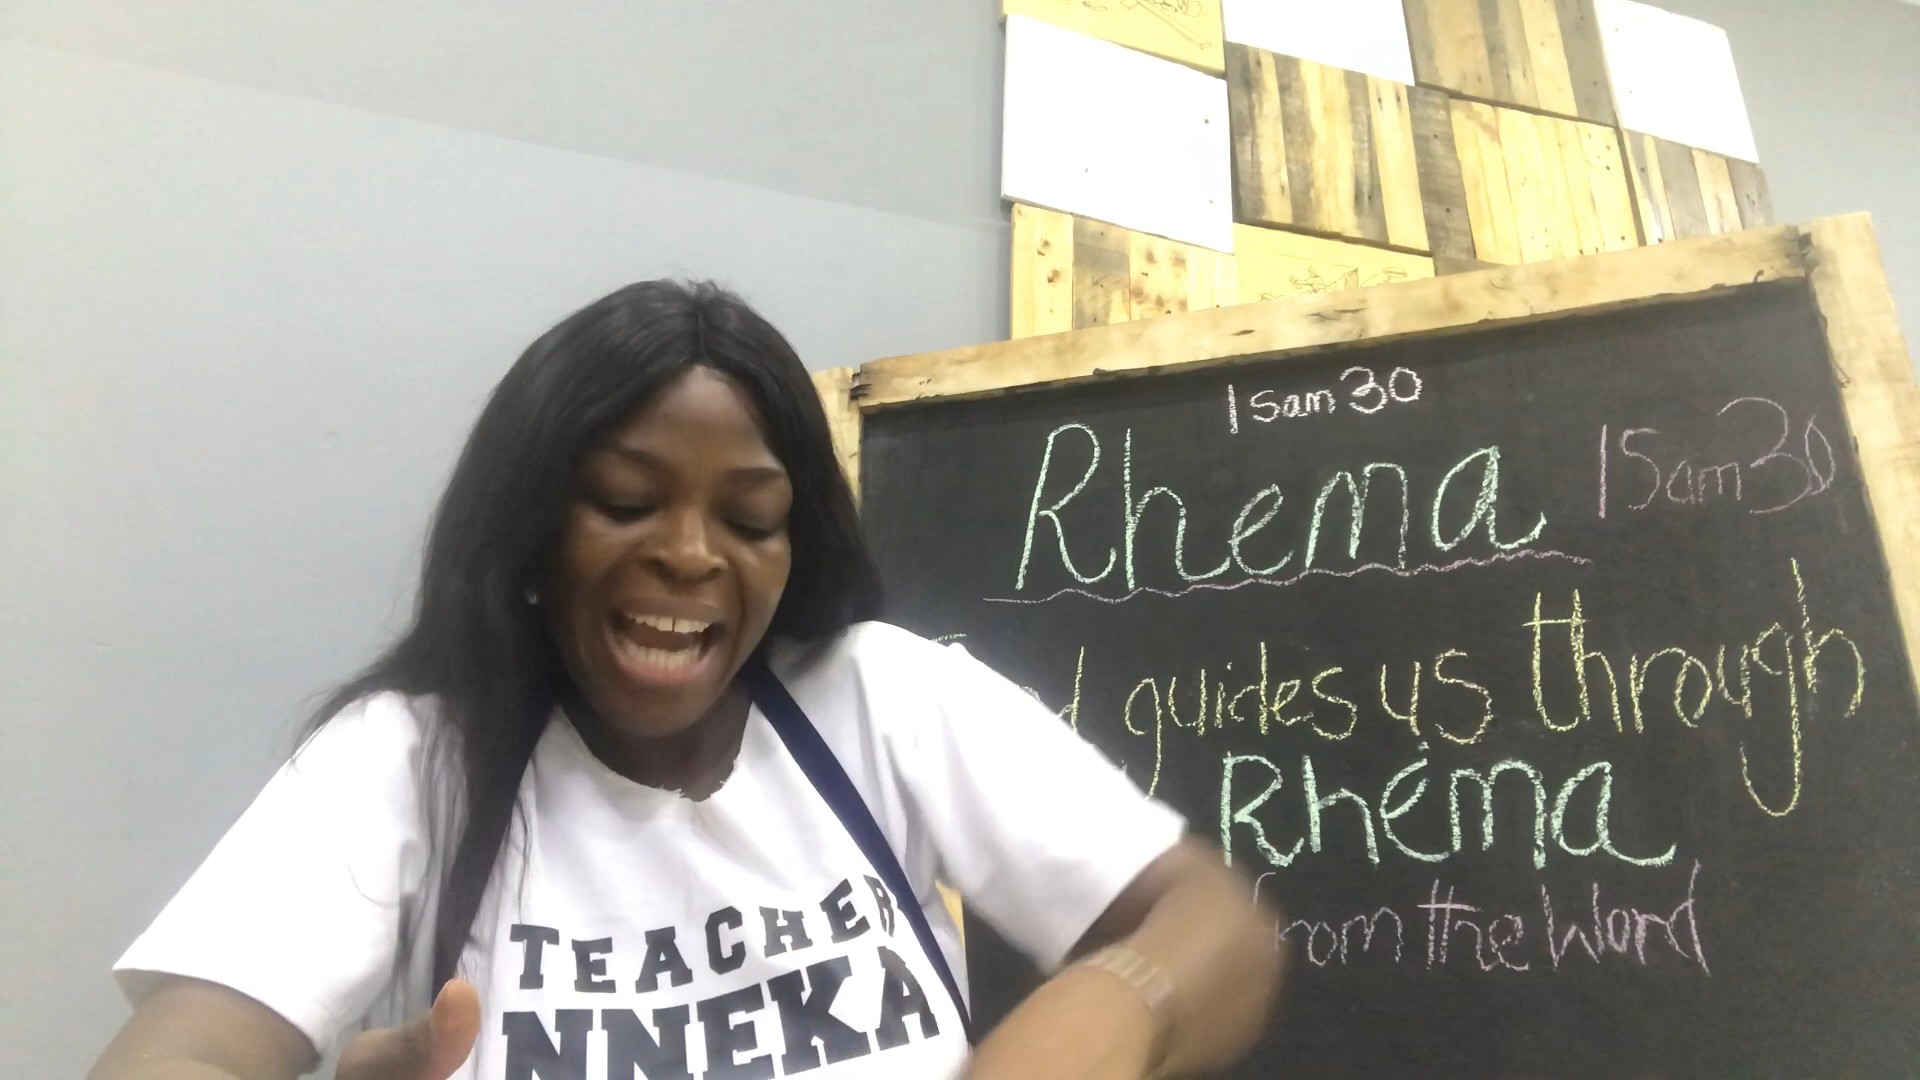 1 Sam 30
Rhema
1 Sam 30
guides us through
Rhema
from the Word
TEACHER
NNEKA